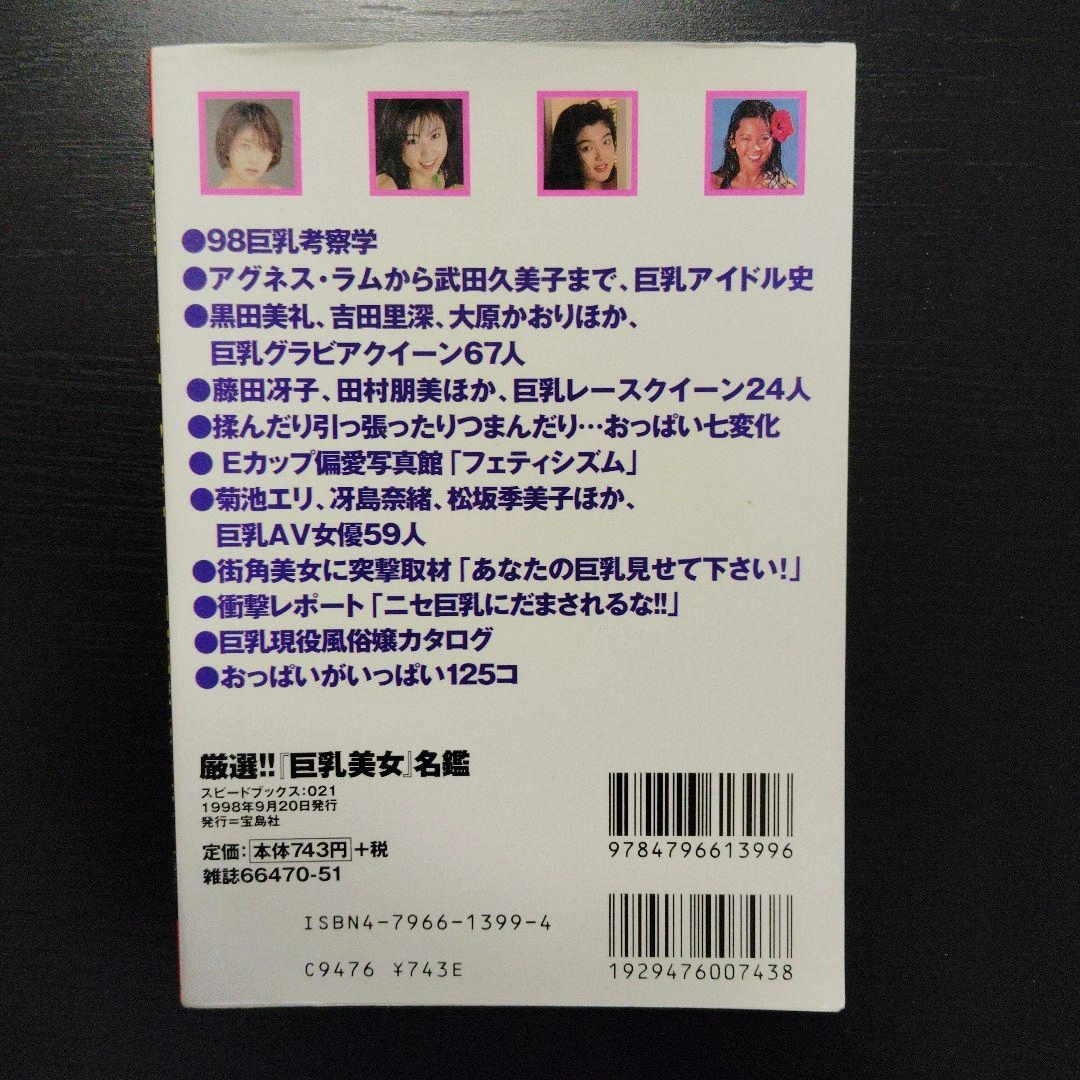 ●98巨乳考察学
●アグネス・ラムから武田久美子まで、巨乳アイドル史
●黒田美礼、吉田里深、大原かおりほか、
巨乳グラビアクイーン67人
●藤田冴子、田村朋美ほか、巨乳レースクイーン24人
●揉んだり引っ張ったりつまんだり…おっぱい七変化
●Eカップ偏愛写真館「フェティシズム」
●菊池エリ、冴島奈緒、松坂季実子ほか、
巨乳AV女優59人
●街角美女に突撃取材「あなたの巨乳見せて下さい!」
●衝撃レポート「ニセ巨乳にだまされるな!!」
●巨乳現役風俗嬢カタログ
●おっぱいがいっぱい125コ
厳選!!『巨乳美女』名鑑
スピードブックス:021
1998年9月20日発行
発行=宝島社
定価:本体743円+税
雑誌66470-51
ISBN4-7966-1399-4
C9476 ¥743E
9784796613996
1929476007438